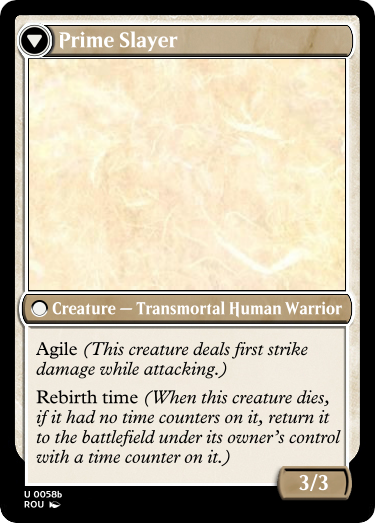 Prime Slayer
Creature — Transmortal Human Warrior
Agile (This creature deals first strike
damage while attacking.)
Rebirth time (When this creature dies,
if it had no time counters on it, return it
to the battlefield under its owner's control
with a time counter on it.)
3/3
U 0058b
ROU